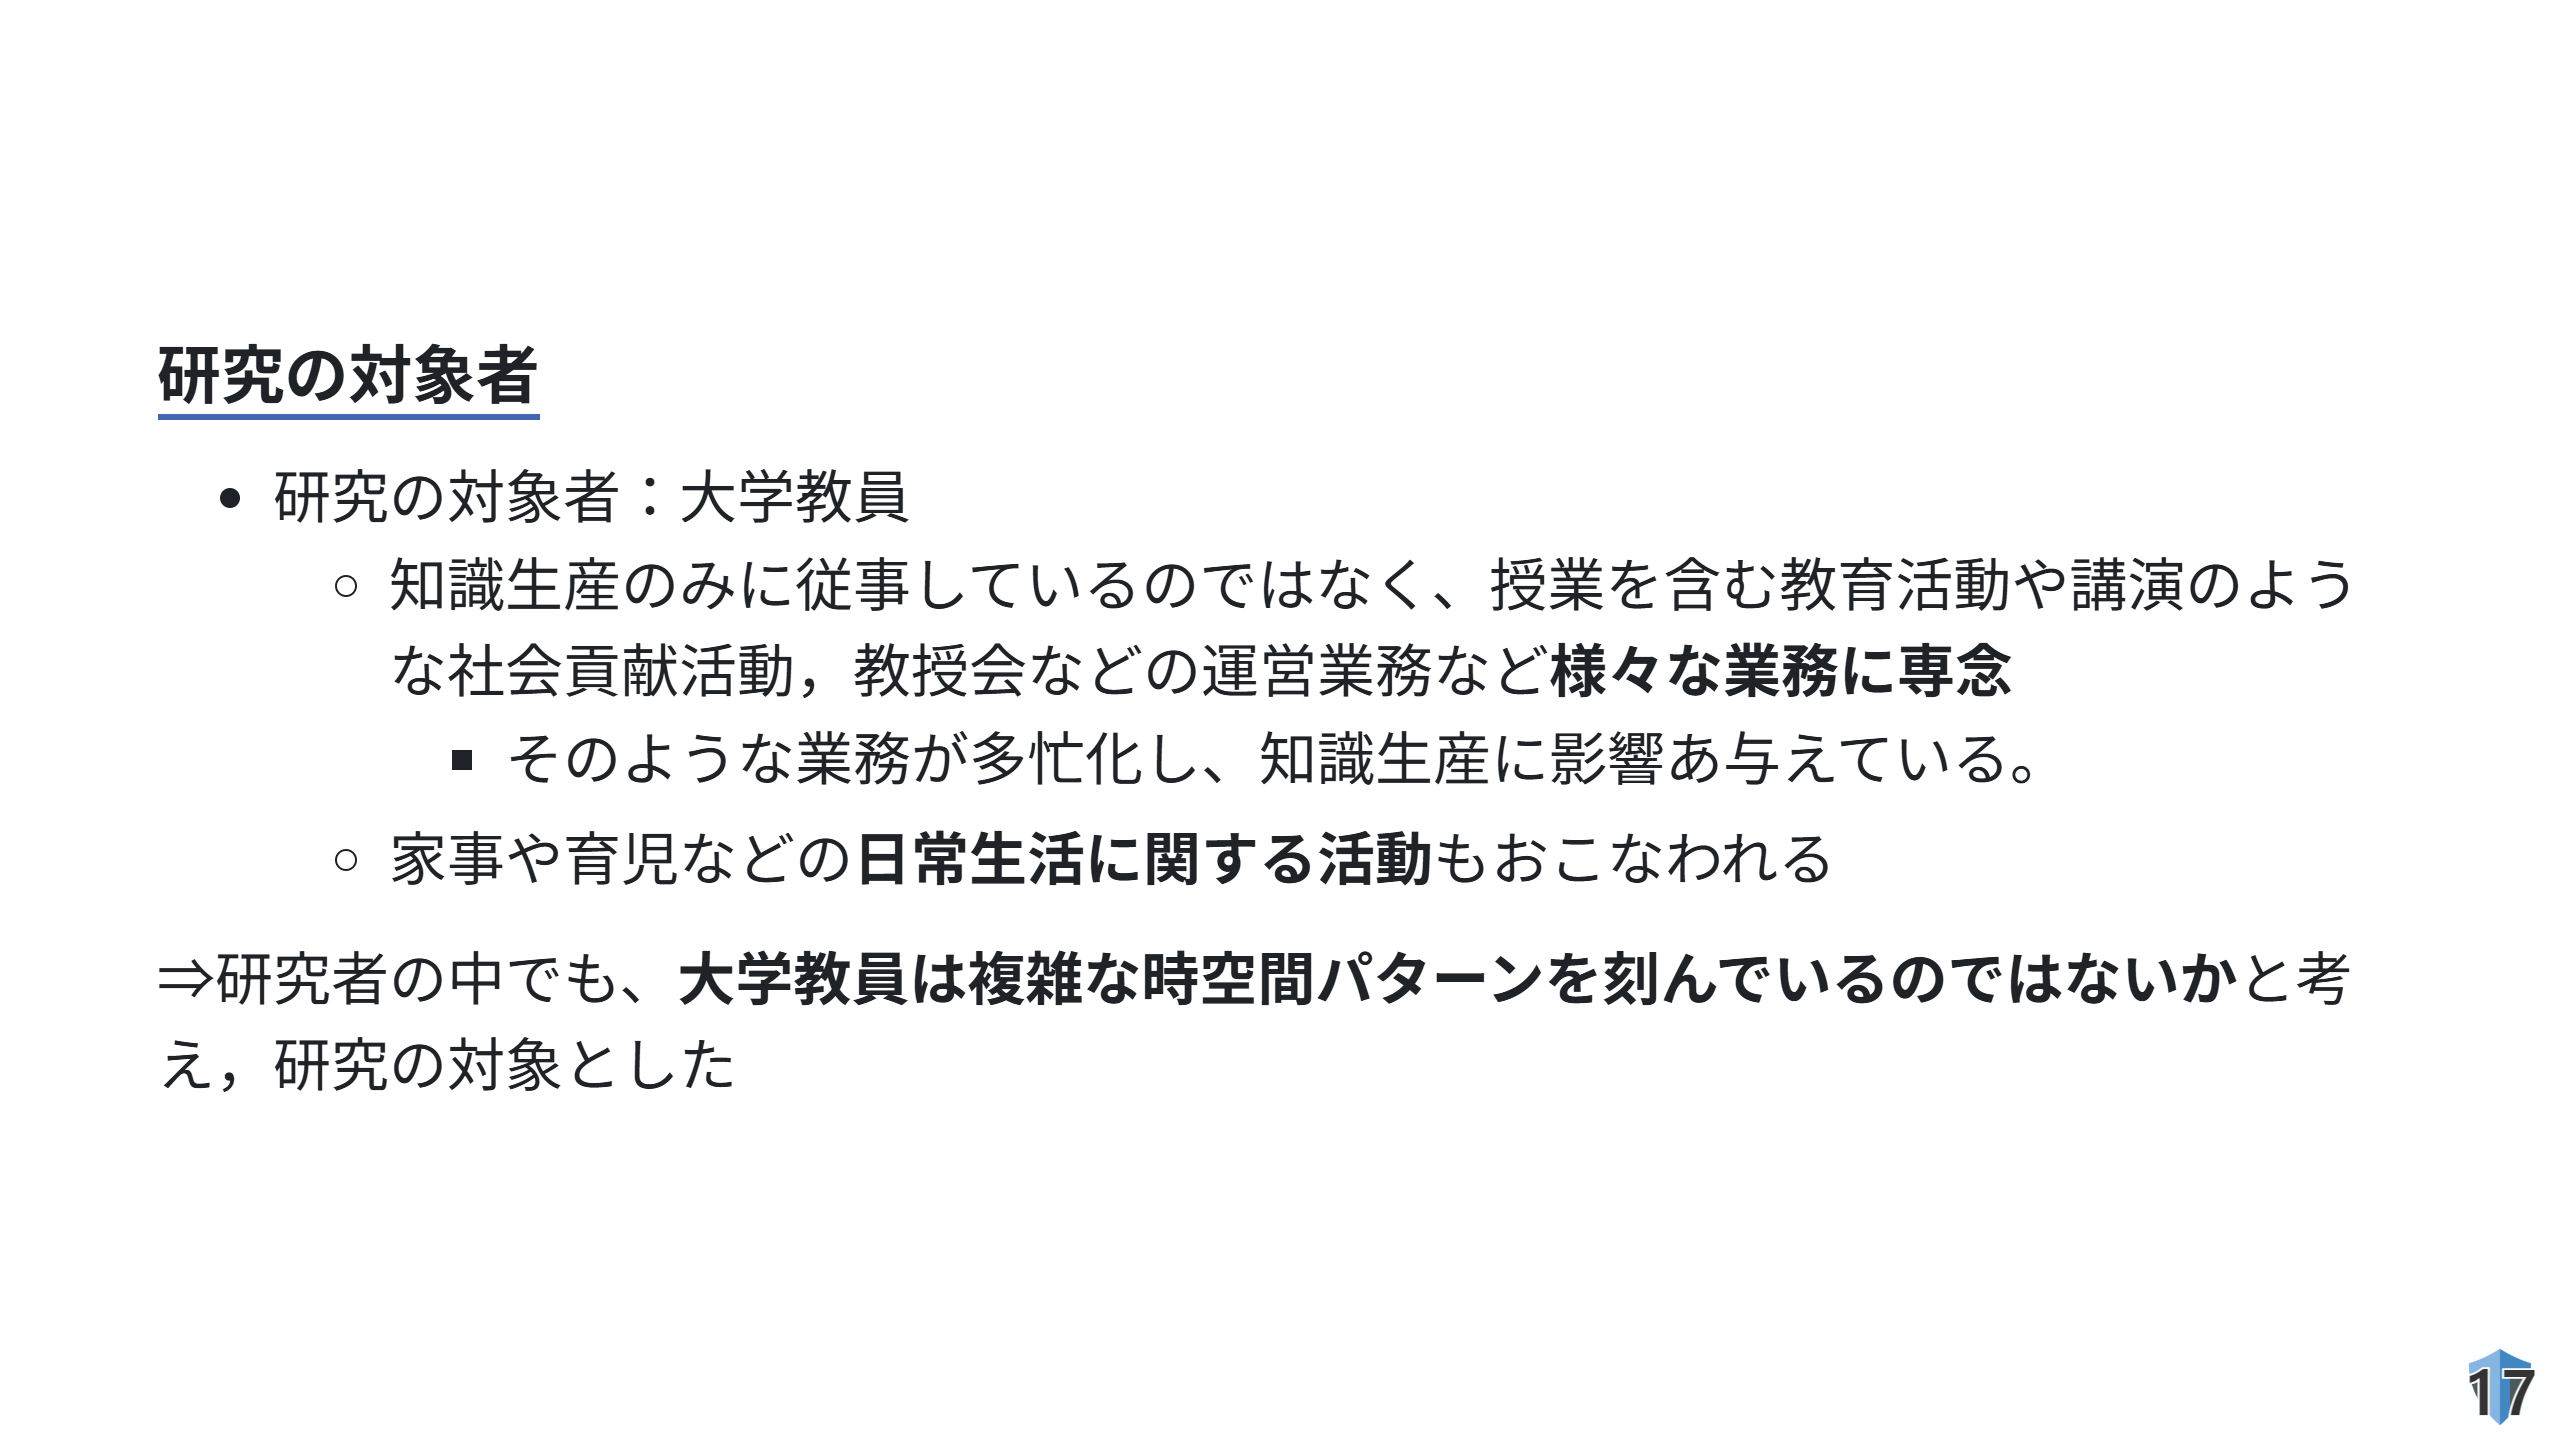 研究の対象者
研究の対象者：大学教員
知識生産のみに従事しているのではなく、授業を含む教育活動や講演のよう
な社会貢献活動，教授会などの運営業務など様々な業務に専念
そのような業務が多忙化し、知識生産に影響あ与えている。
家事や育児などの日常生活に関する活動もおこなわれる
⇒研究者の中でも、大学教員は複雑な時空間パターンを刻んでいるのではないかと考
え，研究の対象とした
17